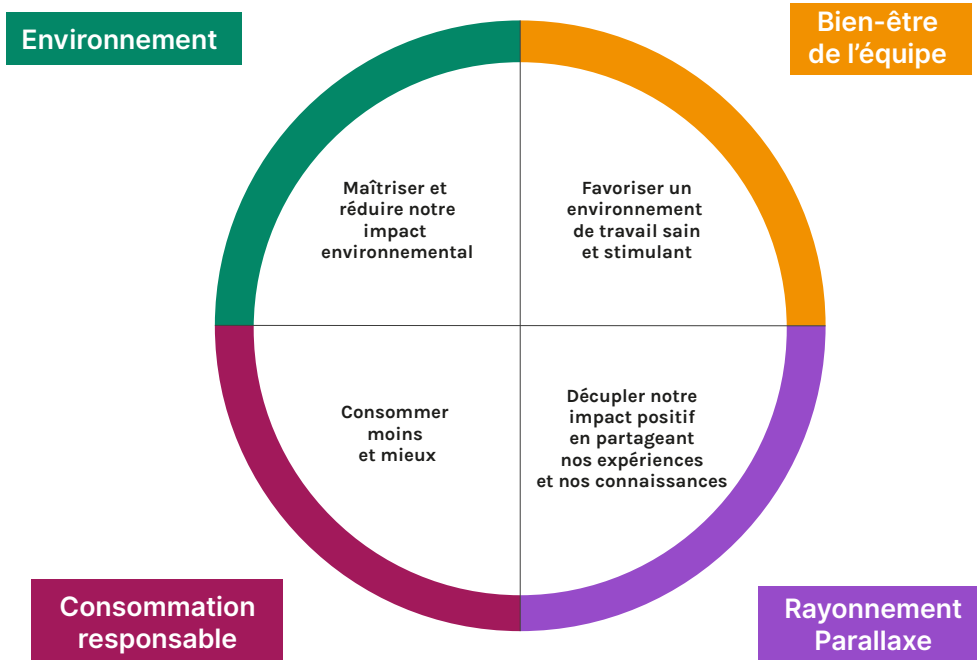 Environnement
Bien-être
de l'équipe
Maîtriser et
réduire notre
impact
environnemental
Favoriser un
environnement
de travail sain
et stimulant
Consommer
moins
et mieux
Décupler notre
impact positif
en partageant
nos expériences
et nos connaissances
Consommation
responsable
Rayonnement
Parallaxe